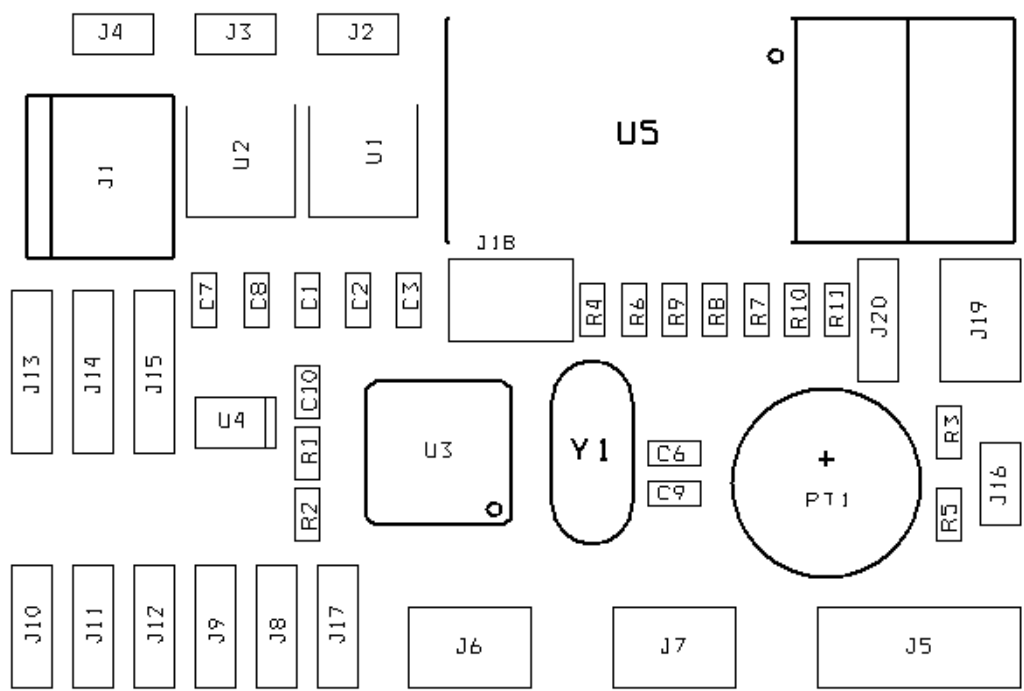 J4 J3 J2
U5
J1 U2 U1
J1B
C7 C8 C1 C2 C3 R4 R6 R9 R8 R7 R10 R11 J20 J19
J13 J14 J15
C10
U4 R1 U3 Y1 C6 + R3
C9 PT1 J16
R2 R5
J10 J11 J12 J9 J8 J17 J6 J7 J5